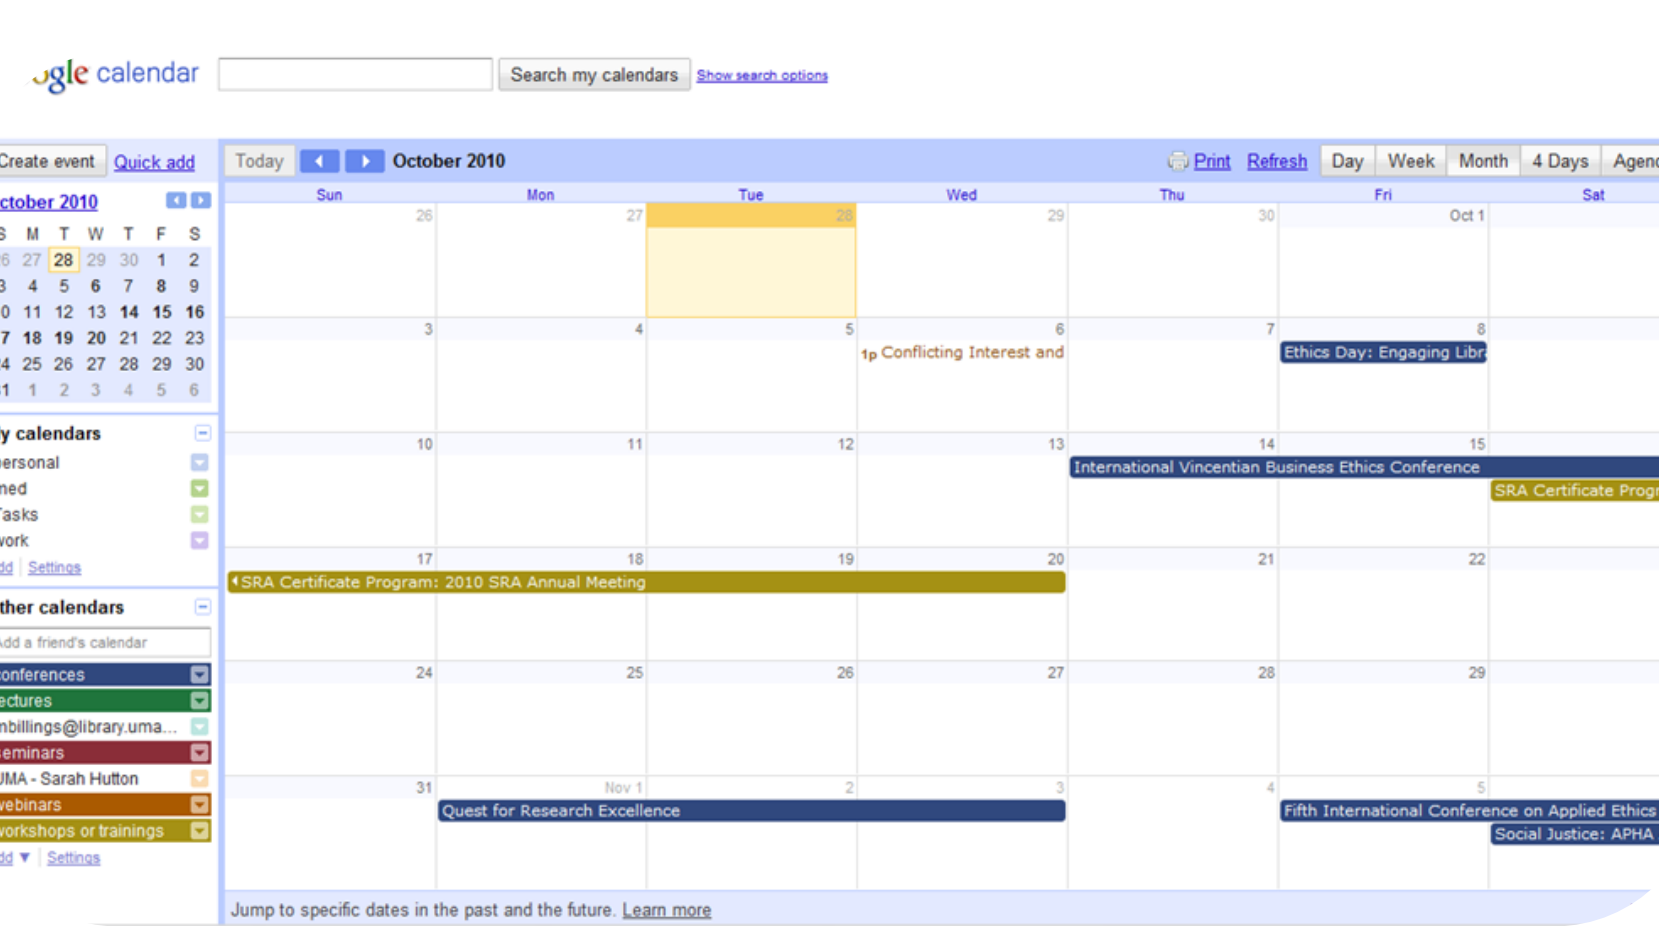 ogle calendar
Search my calendars Show search options
Create event Quick add
Today October 2010 Print Refresh Day Week Month 4 Days Agend
ctober 2010
S M T W T F S
6 27 28 29 30 1 2
3 4 5 6 7 8 9
0 11 12 13 14 15 16
7 18 19 20 21 22 23
4 25 26 27 28 29 30
1 1 2 3 4 5 6
y calendars
personal
med
Tasks
work
dd Settings
ther calendars
Add a friend's calendar
conferences
lectures
mbillings@library.uma...
seminars
UMA - Sarah Hutton
webinars
workshops or trainings
dd ▼ Settings
Sun Mon Tue Wed Thu Fri Sat
26 27 28 29 30 Oct 1
3 4 5 6 7 8
1p Conflicting Interest and Ethics Day: Engaging Libr
10 11 12 13 14 15
International Vincentian Business Ethics Conference
SRA Certificate Progr
17 18 19 20 21 22
SRA Certificate Program: 2010 SRA Annual Meeting
24 25 26 27 28 29
31 Nov 1 2 3 4 5
Quest for Research Excellence Fifth International Conference on Applied Ethics
Social Justice: APHA
Jump to specific dates in the past and the future. Learn more